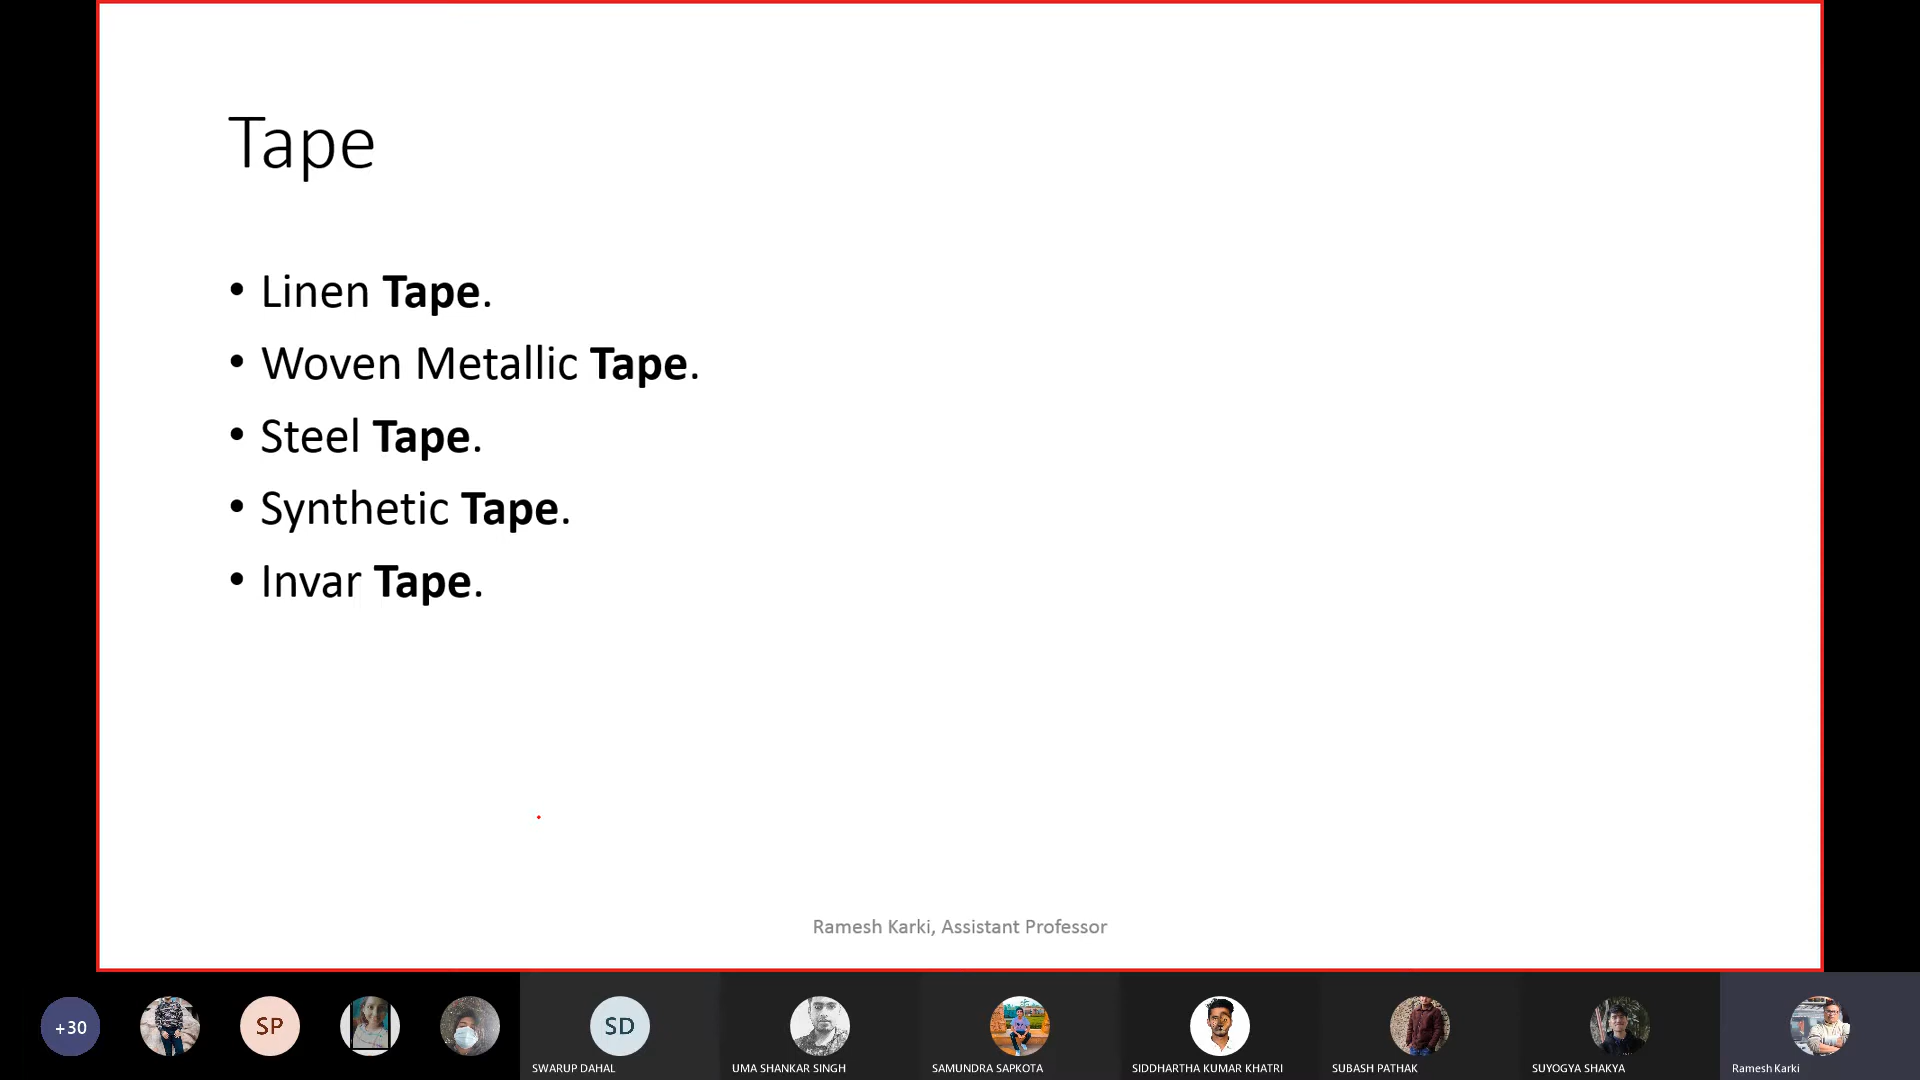 Tape
• Linen Tape.
• Woven Metallic Tape.
• Steel Tape.
• Synthetic Tape.
• Invar Tape.
Ramesh Karki, Assistant Professor
+30
SP
SD
SWARUP DAHAL
UMA SHANKAR SINGH
SAMUNDRA SAPKOTA
SIDDHARTHA KUMAR KHATRI
SUBASH PATHAK
SUYOGYA SHAKYA
Ramesh Karki